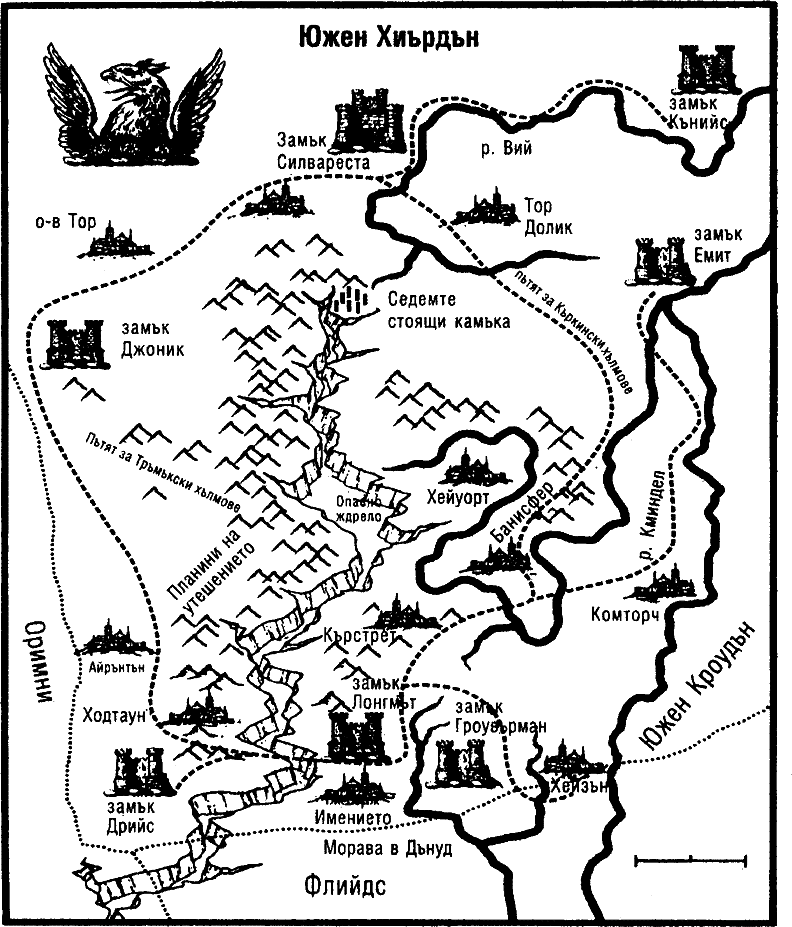 Южен Хиърдън
замък
Кънийс
Замък
Силвареста
р. Вий
о-в Тор
Тор
Долик
замък
Емит
Седемте
стоящи камъка
замък
Джоник
пътят за Къркински хълмове
Пътят за Тръмъкски хълмове
Опасно
ждрело
Хейуорт
Банисфер
р. Кминдел
Планини на
утешението
Комторч
Кърстрет
Оримни
Айрънтън
замък
Лонгмът
Ходтаун
замък
Гроувърман
Южен Кроудън
замък
Дрийс
Хейзън
Имението
Морава в Дънуд
Флийдс